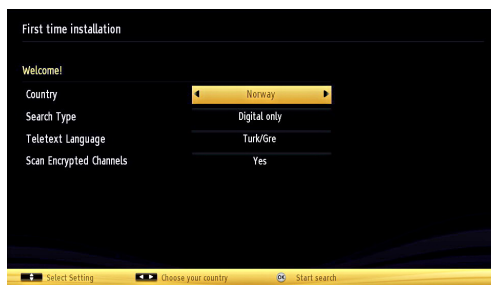 First time installation
Welcome!
Country Norway
Search Type Digital only
Teletext Language Turk/Gre
Scan Encrypted Channels Yes
Select Setting Choose your country OK Start search